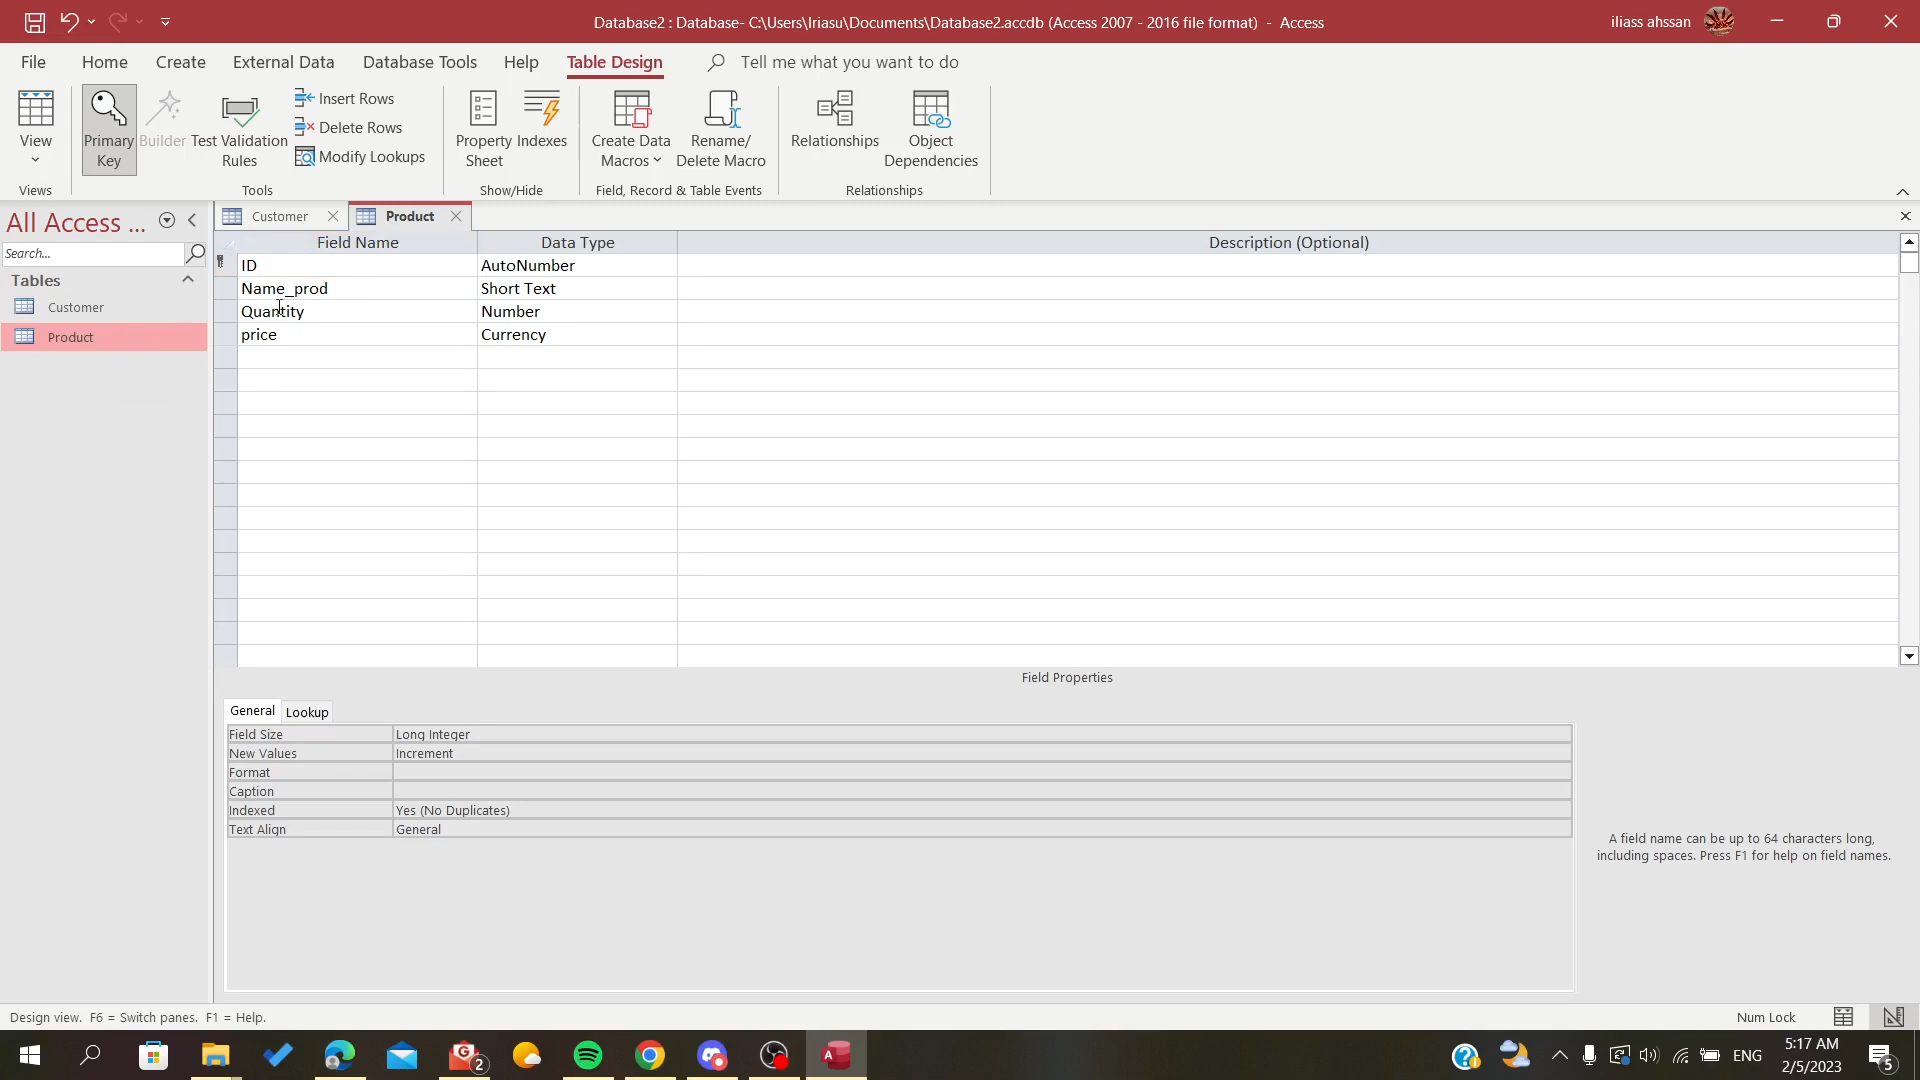 Database2 : Database- C:\Users\Iriasu\Documents\Database2.accdb (Access 2007 - 2016 file format) - Access
iliass ahssan
File Home Create External Data Database Tools Help Table Design Tell me what you want to do
View
Primary Key
Builder
Test Validation Rules
Insert Rows
Delete Rows
Modify Lookups
Property Sheet
Indexes
Create Data Macros
Rename/ Delete Macro
Relationships
Object Dependencies
Views Tools Show/Hide Field, Record & Table Events Relationships
All Access ...
Search...
Tables
Customer
Product
Customer Product
Field Name Data Type Description (Optional)
ID AutoNumber
Name_prod Short Text
Quantity Number
price Currency
Field Properties
General Lookup
Field Size Long Integer
New Values Increment
Format
Caption
Indexed Yes (No Duplicates)
Text Align General
A field name can be up to 64 characters long,
including spaces. Press F1 for help on field names.
Design view. F6 = Switch panes. F1 = Help.
Num Lock
2
A
ENG
5:17 AM
2/5/2023
5